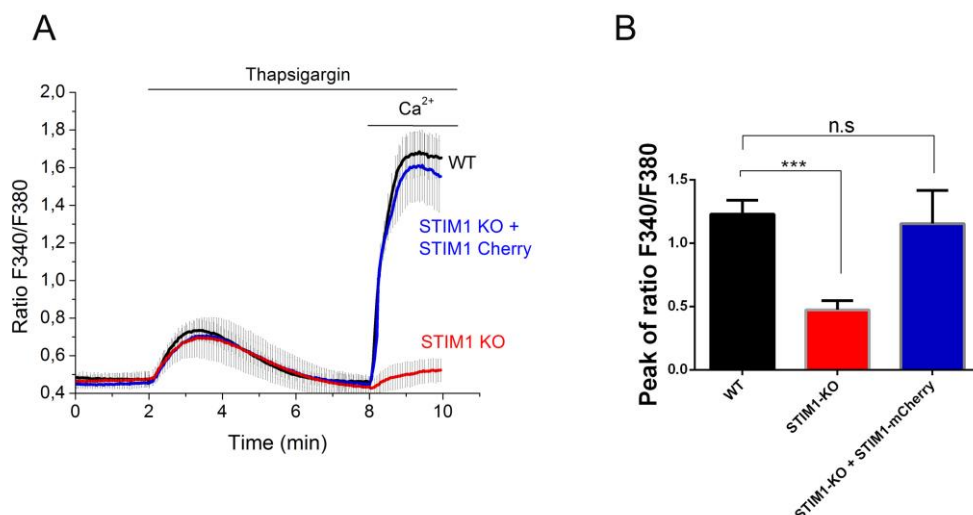 A
Thapsigargin
Ca2+
2,0
1,8
1,6
1,4
1,2
1,0
0,8
0,6
0,4
Ratio F340/F380
WT
STIM1 KO +
STIM1 Cherry
STIM1 KO
0
2
4
6
8
10
Time (min)
B
n.s
***
1.5
1.0
0.5
0.0
Peak of ratio F340/F380
WT
STIM1-KO
STIM1-KO + STIM1-mCherry